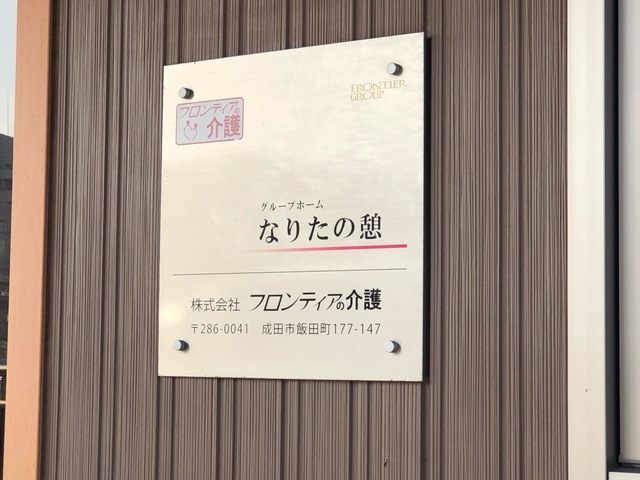 FRONTIER
GROUP
フロンティアの
介護
グループホーム
なりたの憩
株式会社 フロンティアの介護
〒286-0041 成田市飯田町177-147